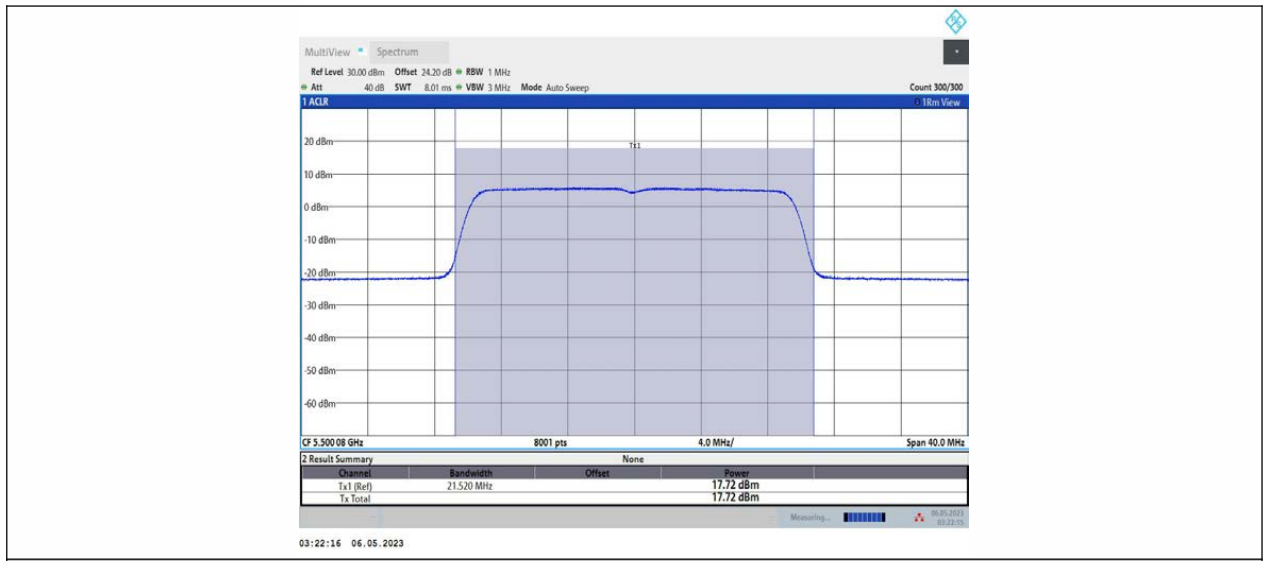 MultiView Spectrum
Ref Level 30.00 dBm Offset 24.20 dB RBW 1 MHz
Att 40 dB SWT 8.01 ms VBW 3 MHz Mode Auto Sweep Count 300/300
1 ACLR 1Rm View
Tx1
20 dBm
10 dBm
0 dBm
-10 dBm
-20 dBm
-30 dBm
-40 dBm
-50 dBm
-60 dBm
CF 5.500 08 GHz 8001 pts 4.0 MHz/ Span 40.0 MHz
2 Result Summary None
Channel Bandwidth Offset Power
Tx1 (Ref) 21.520 MHz 17.72 dBm
Tx Total 17.72 dBm
Measuring... 06.05.2023
03:22:15
03:22:16 06.05.2023